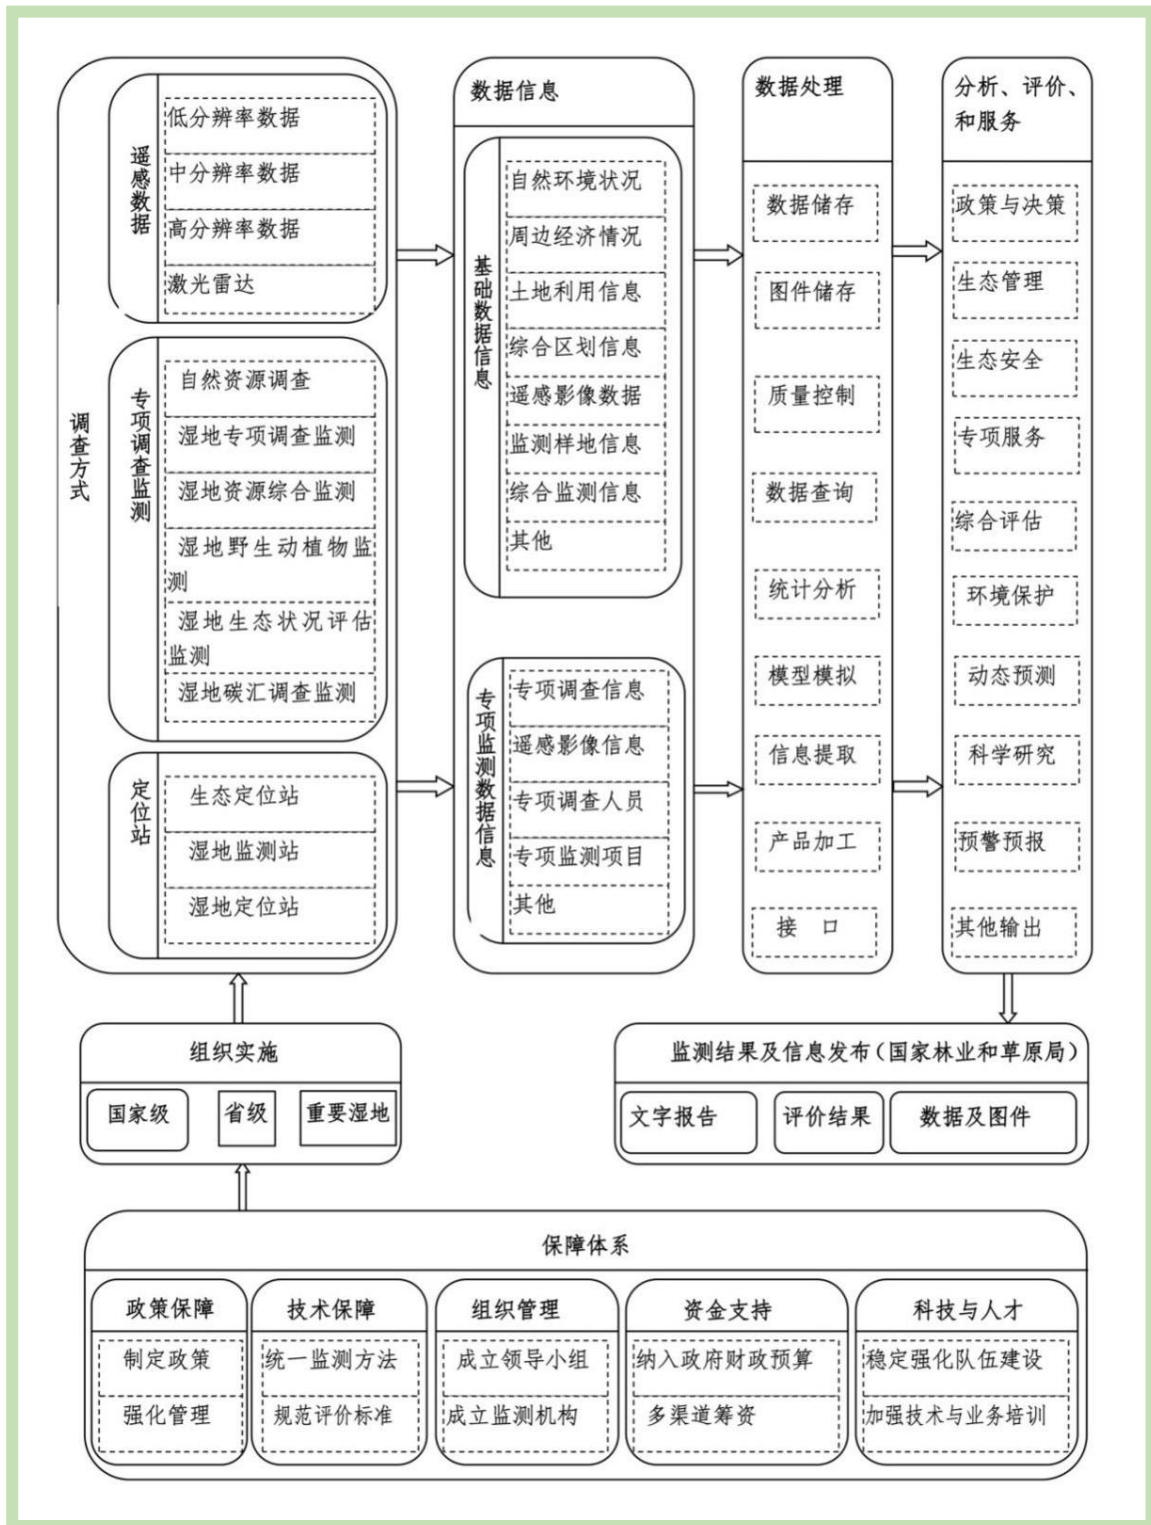 调查方式
遥感数据
低分辨率数据
中分辨率数据
高分辨率数据
激光雷达
专项调查监测
自然资源调查
湿地专项调查监测
湿地资源综合监测
湿地野生动植物监
测
湿地生态状况评估
监测
湿地碳汇调查监测
定位站
生态定位站
湿地监测站
湿地定位站
数据信息
基础数据信息
自然环境状况
周边经济情况
土地利用信息
综合区划信息
遥感影像数据
监测样地信息
综合监测信息
其他
专项监测数据信息
专项调查信息
遥感影像信息
专项调查人员
专项监测项目
其他
数据处理
数据储存
图件储存
质量控制
数据查询
统计分析
模型模拟
信息提取
产品加工
接 口
分析、评价、
和服务
政策与决策
生态管理
生态安全
专项服务
综合评估
环境保护
动态预测
科学研究
预警预报
其他输出
组织实施
国家级
省级
重要湿地
监测结果及信息发布(国家林业和草原局)
文字报告
评价结果
数据及图件
保障体系
政策保障
制定政策
强化管理
技术保障
统一监测方法
规范评价标准
组织管理
成立领导小组
成立监测机构
资金支持
纳入政府财政预算
多渠道筹资
科技与人才
稳定强化队伍建设
加强技术与业务培训